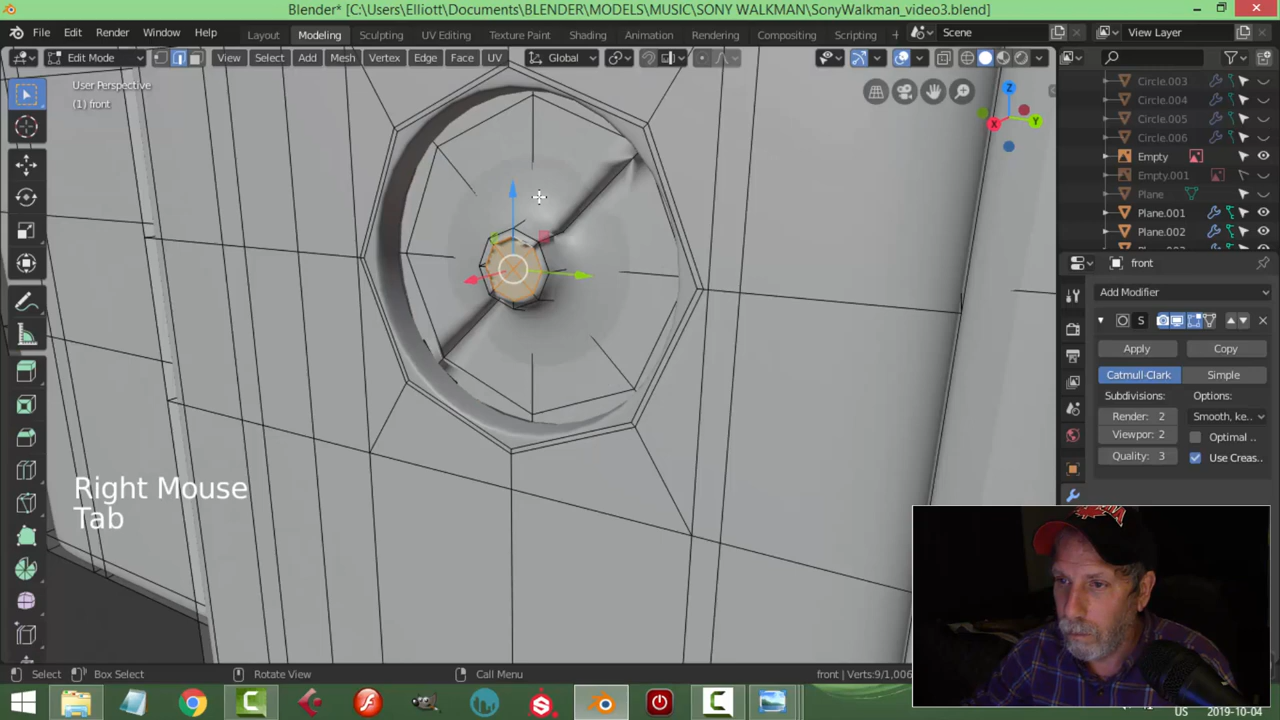 Blender* [C:\Users\Elliott\Documents\BLENDER\MODELS\MUSIC\SONY WALKMAN\SonyWalkman_video3.blend]
File Edit Render Window Help Layout Modeling Sculpting UV Editing Texture Paint Shading Animation Rendering Compositing Scripting Scene View Layer
Edit Mode View Select Add Mesh Vertex Edge Face UV Global
User Perspective
(1) front
Z
Y
X
Circle.003
Circle.004
Circle.005
Circle.006
Empty
Empty.001
Plane
Plane.001
Plane.002
front
Add Modifier
S
Apply Copy
Catmull-Clark Simple
Subdivisions: Options:
Render: 2 Smooth, ke..
Viewpor: 2 Optimal ..
Quality: 3 Use Creas..
Right Mouse
Tab
Select Box Select Rotate View Call Menu front | Verts:9/1,006
US 2019-10-04